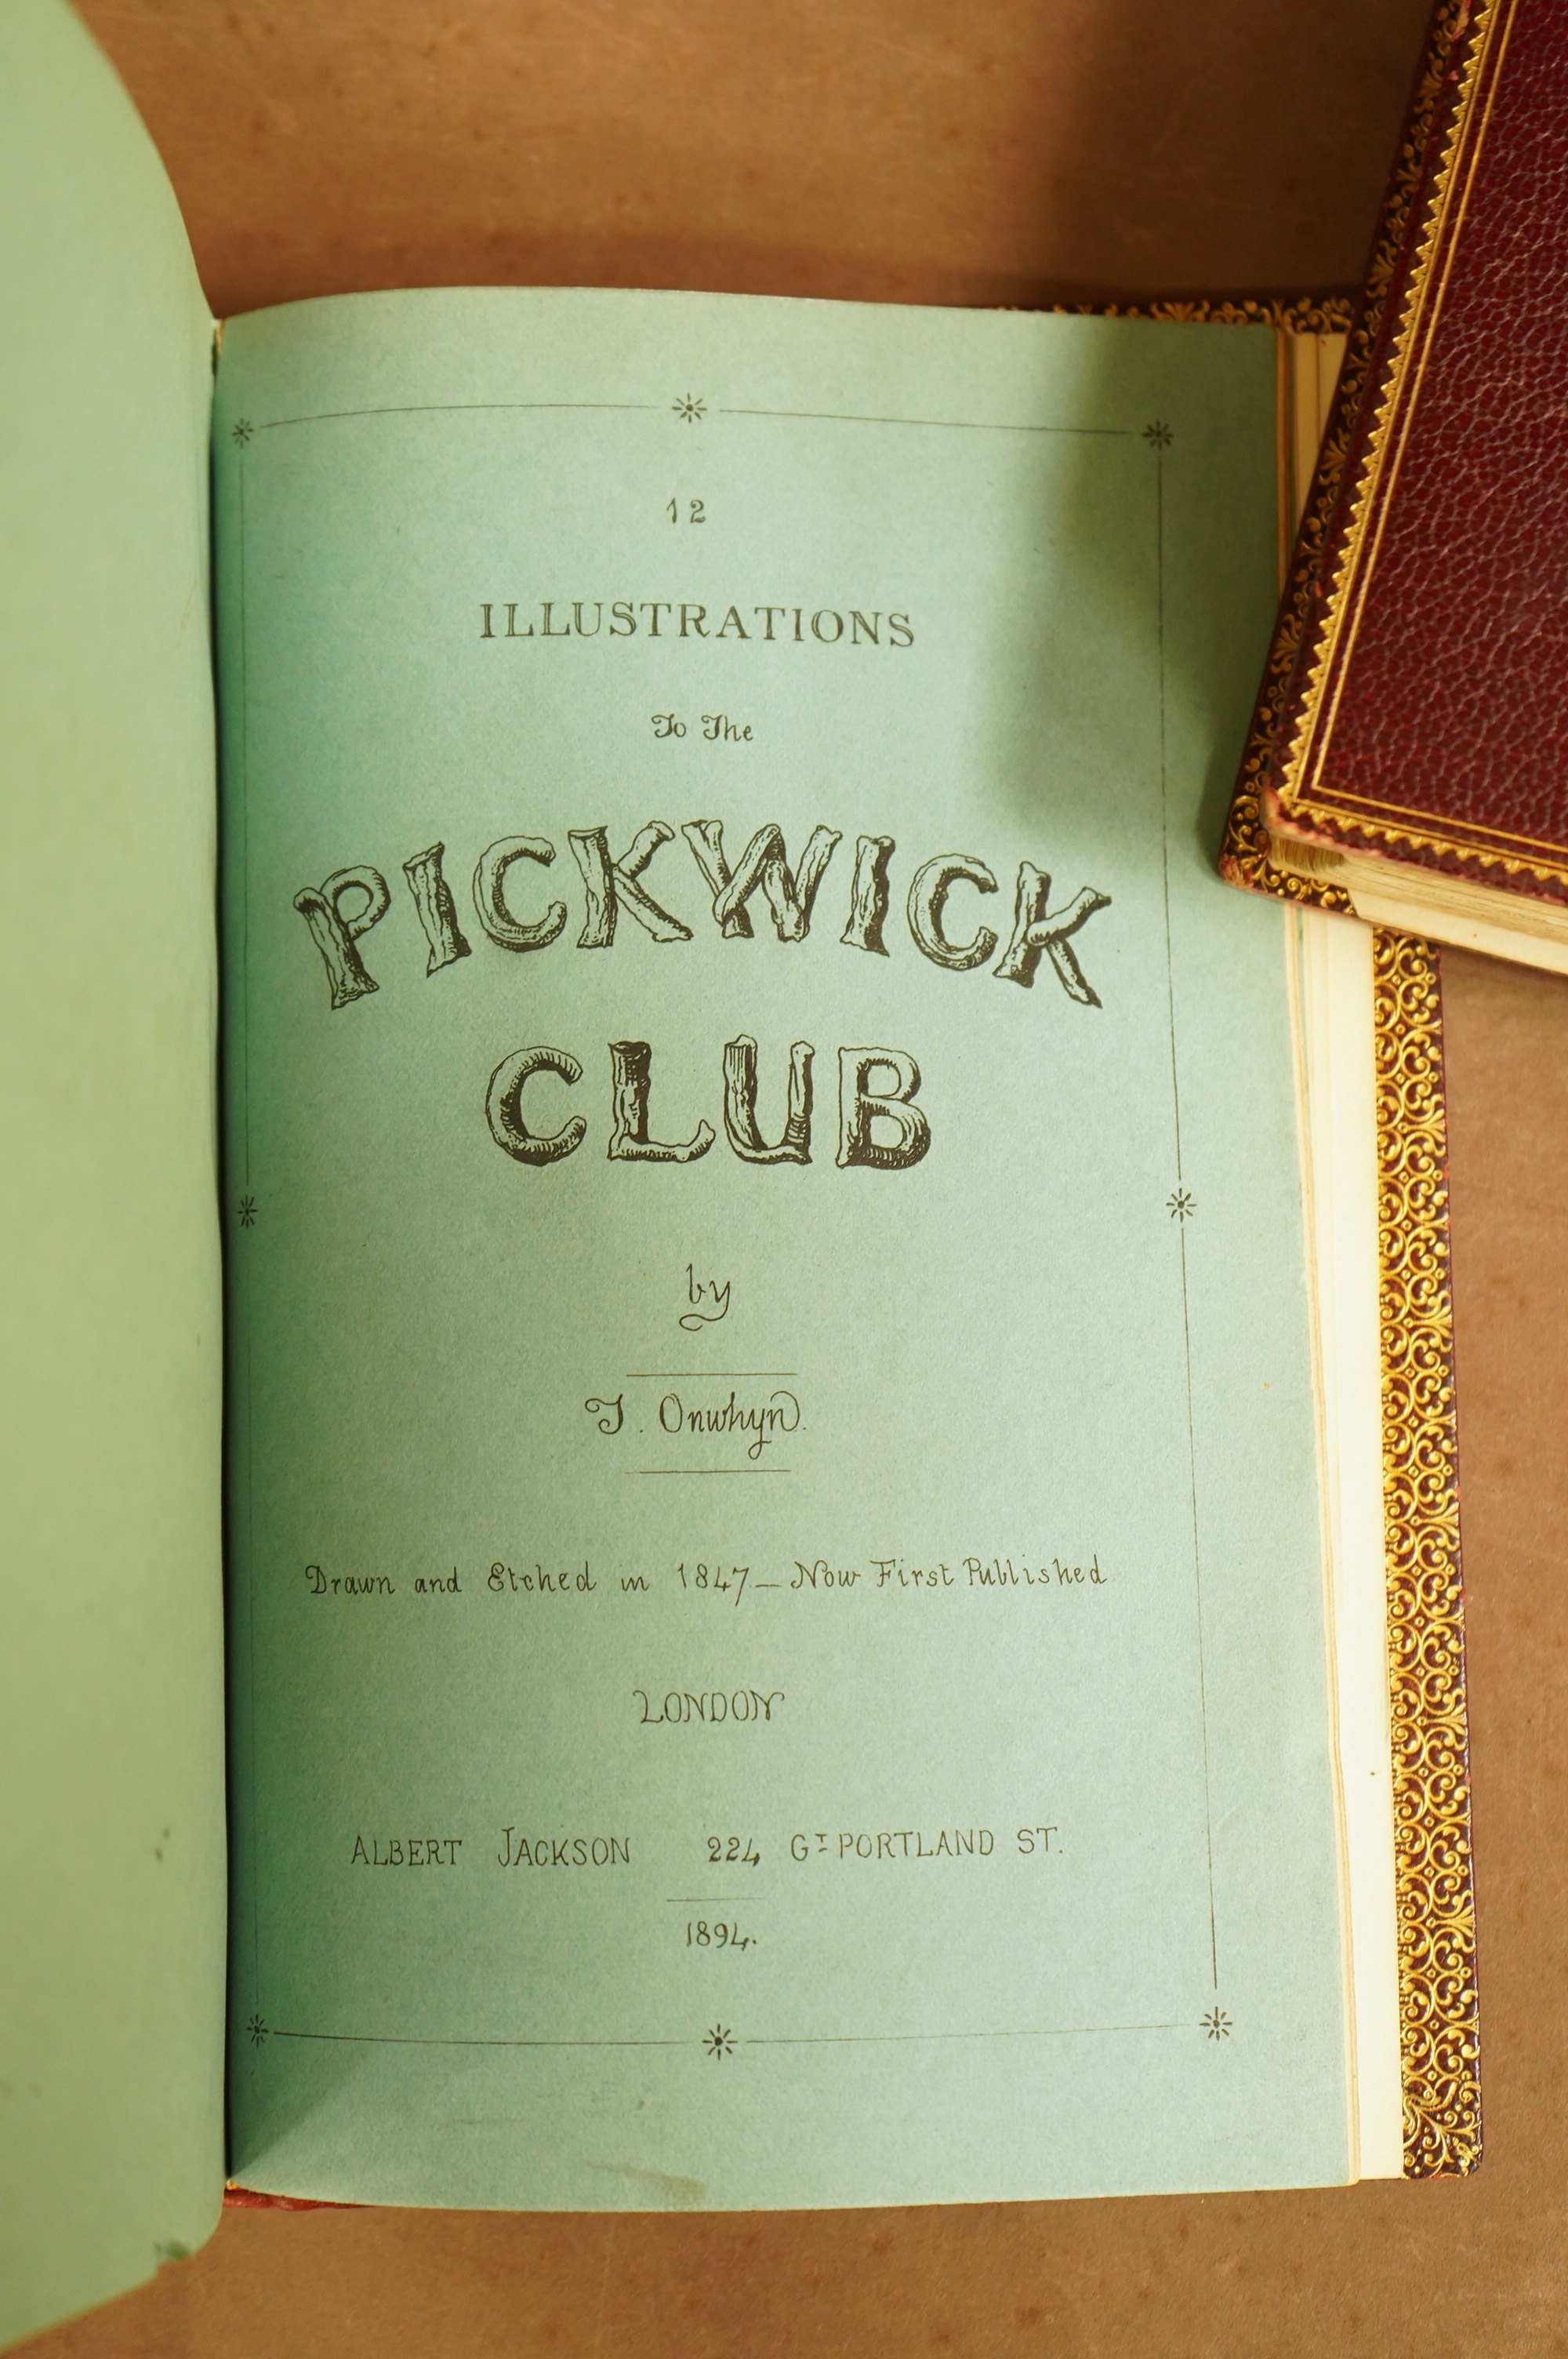 12
ILLUSTRATIONS
To The
PICKWICK
CLUB
by
T. Onwhyn.
Drawn and Etched in 1847 — Now First Published
LONDON
ALBERT JACKSON 224 GT PORTLAND ST.
1894.